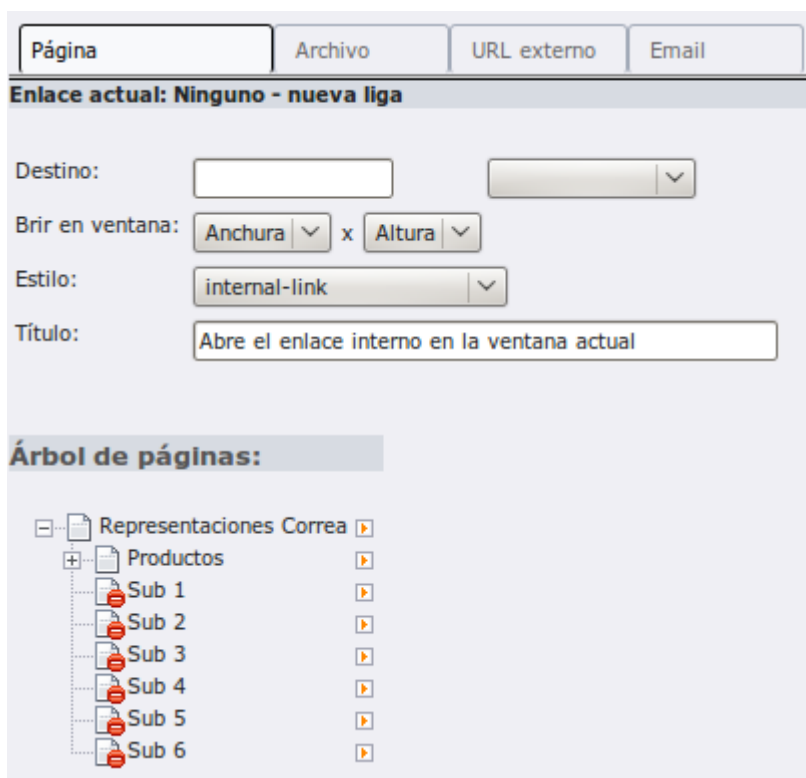 Página Archivo URL externo Email
Enlace actual: Ninguno - nueva liga
Destino:
Brir en ventana: Anchura x Altura
Estilo: internal-link
Título: Abre el enlace interno en la ventana actual
Árbol de páginas:
Representaciones Correa
Productos
Sub 1
Sub 2
Sub 3
Sub 4
Sub 5
Sub 6